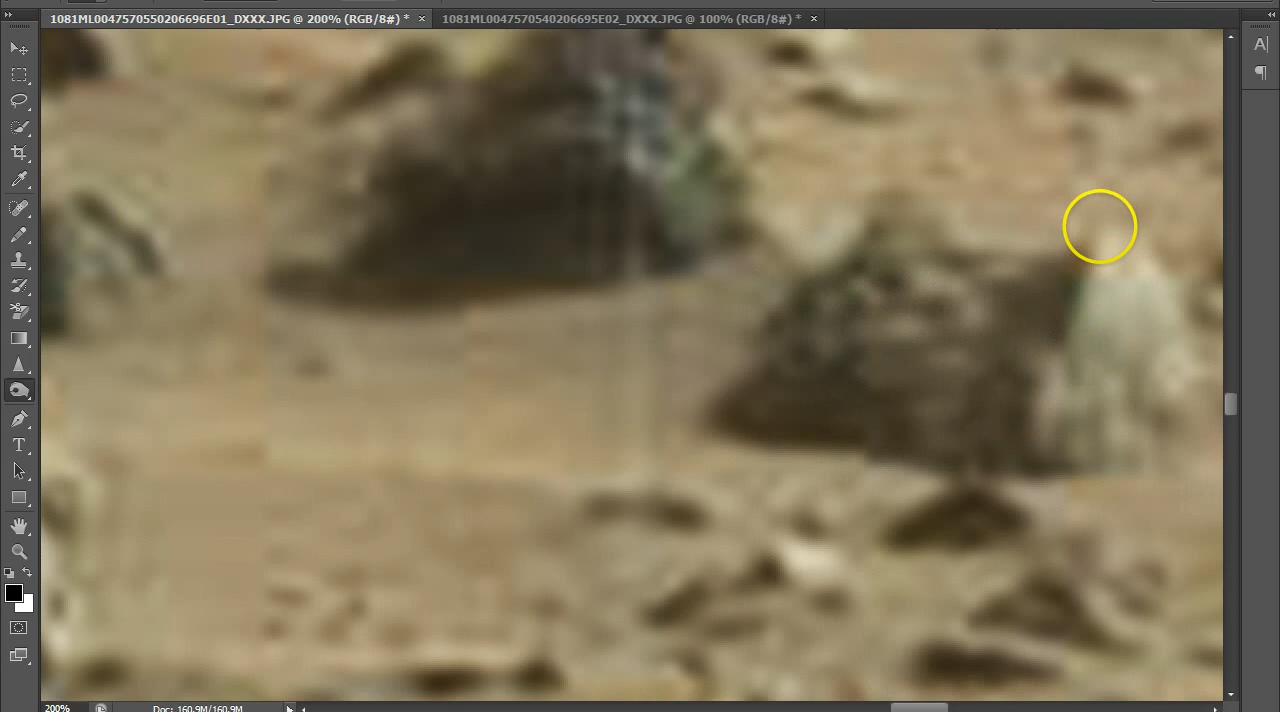 1081ML0047570550206696E01_DXXX.JPG @ 200% (RGB/8#) * ×
1081ML0047570540206695E02_DXXX.JPG @ 100% (RGB/8#) * ×
A
¶
T
200%
Doc: 160.9M/160.9M